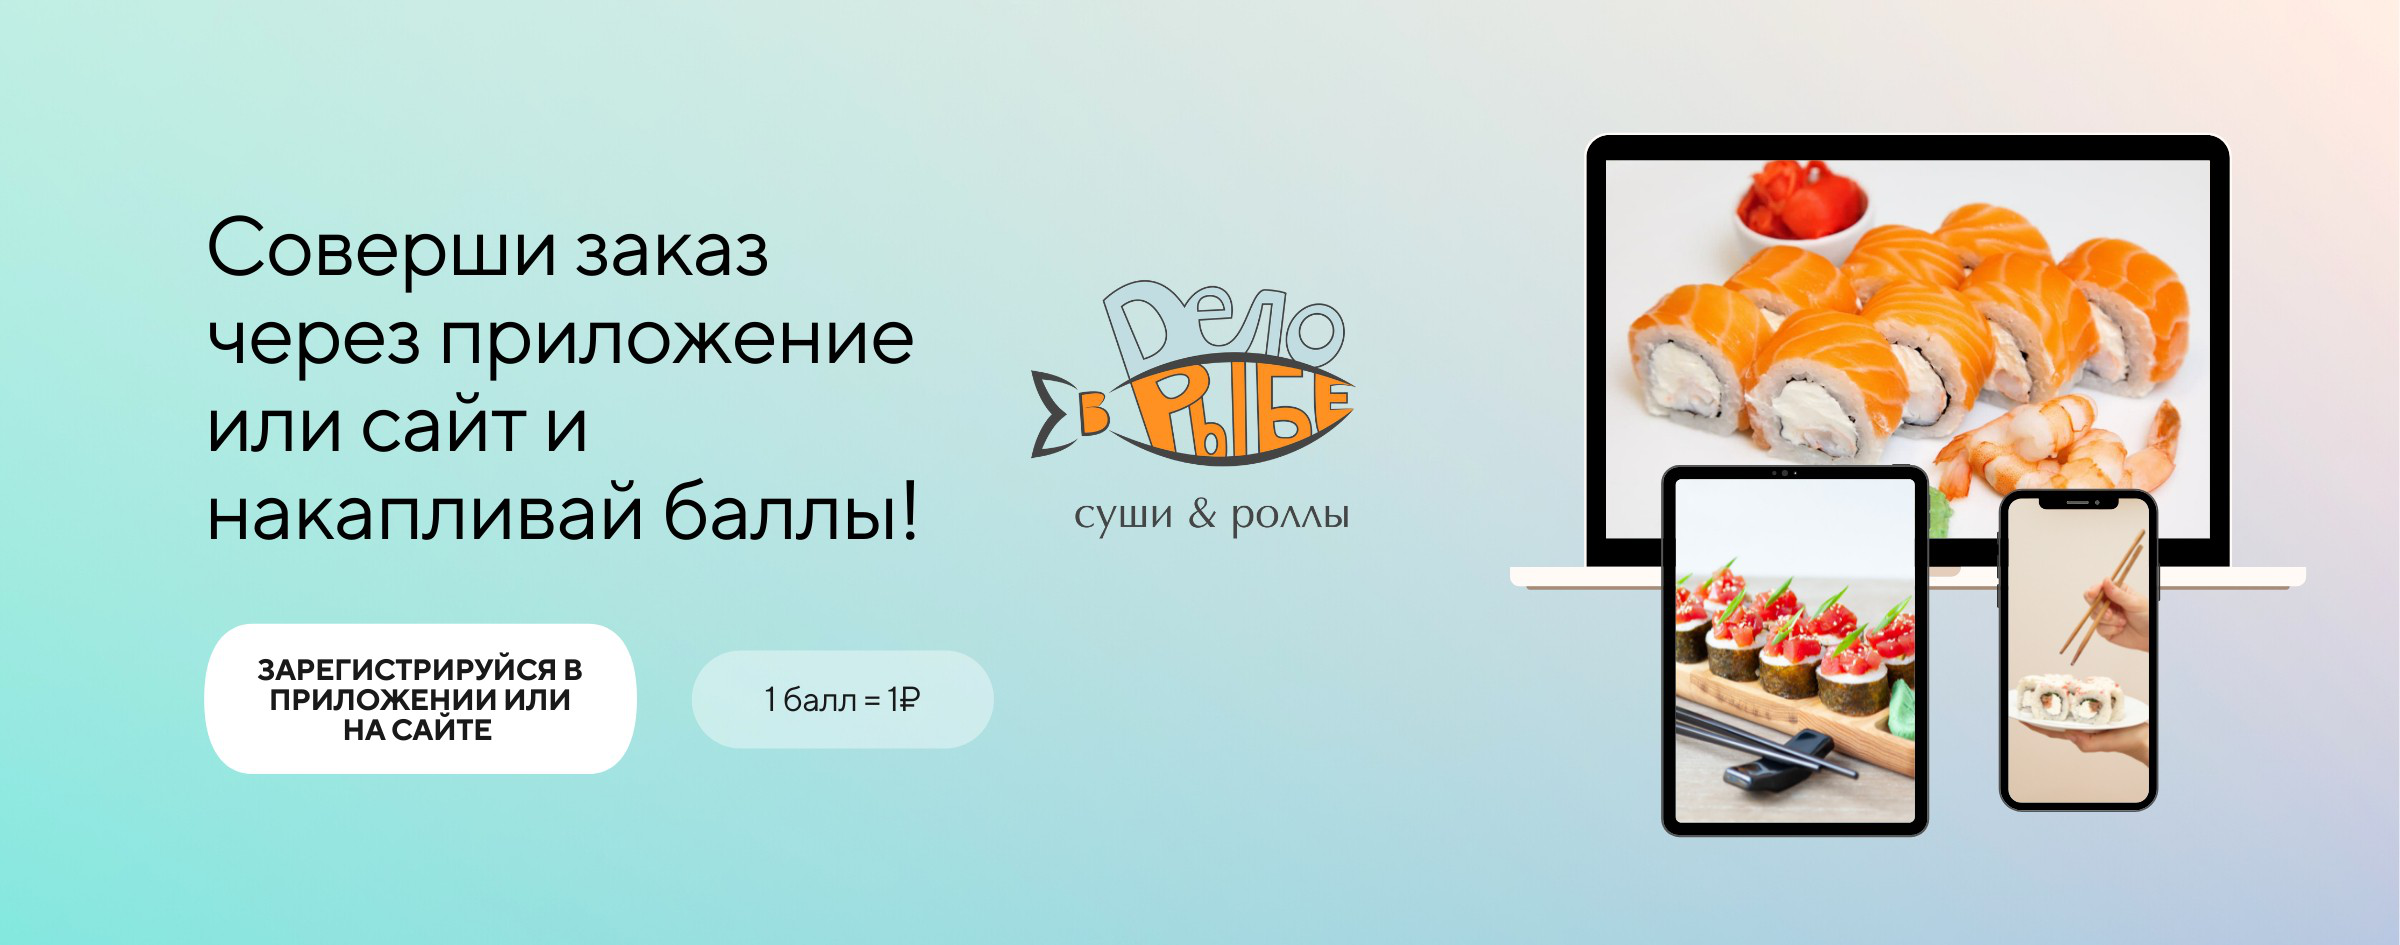 Соверши заказ
через приложение
или сайт и
накапливай баллы!
Dело
в РЫБЕ
суши & роллы
ЗАРЕГИСТРИРУЙСЯ В
ПРИЛОЖЕНИИ ИЛИ
НА САЙТЕ
1 балл = 1₽